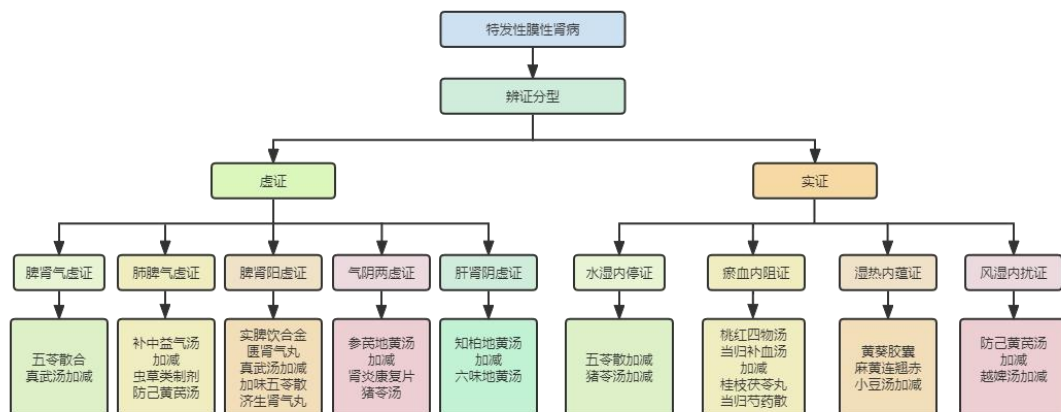 特发性膜性肾病
辨证分型
虚证
实证
脾肾气虚证
肺脾气虚证
脾肾阳虚证
气阴两虚证
肝肾阴虚证
水湿内停证
瘀血内阻证
湿热内蕴证
风湿内扰证
五苓散合
真武汤加减
补中益气汤
加减
虫草类制剂
防己黄芪汤
实脾饮合金
匮肾气丸
真武汤加减
加味五苓散
济生肾气丸
参芪地黄汤
加减
肾炎康复片
猪苓汤
知柏地黄汤
加减
六味地黄汤
五苓散加减
猪苓汤加减
桃红四物汤
当归补血汤
加减
桂枝茯苓丸
当归芍药散
黄葵胶囊
麻黄连翘赤
小豆汤加减
防己黄芪汤
加减
越婢汤加减